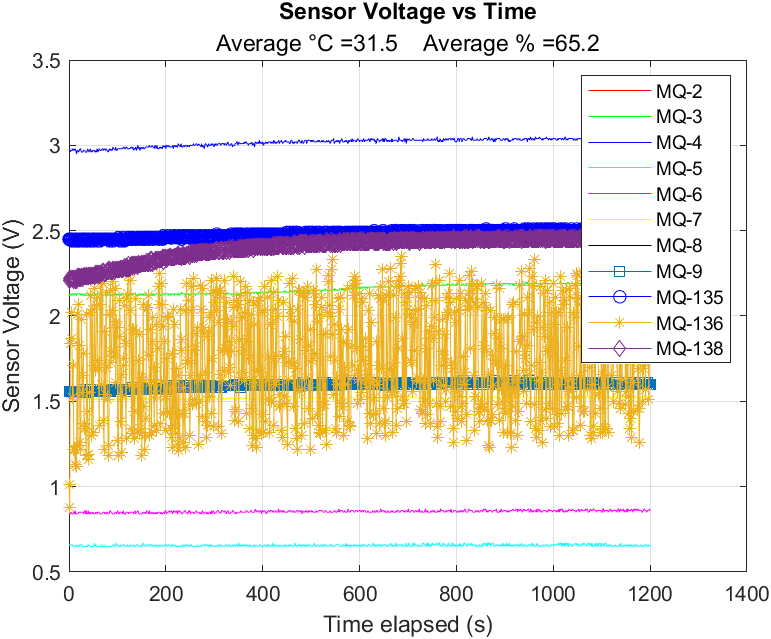 Sensor Voltage vs Time
Average °C =31.5 Average % =65.2
3.5
3
2.5
2
1.5
1
0.5
Sensor Voltage (V)
MQ-2
MQ-3
MQ-4
MQ-5
MQ-6
MQ-7
MQ-8
MQ-9
MQ-135
MQ-136
MQ-138
0 200 400 600 800 1000 1200 1400
Time elapsed (s)